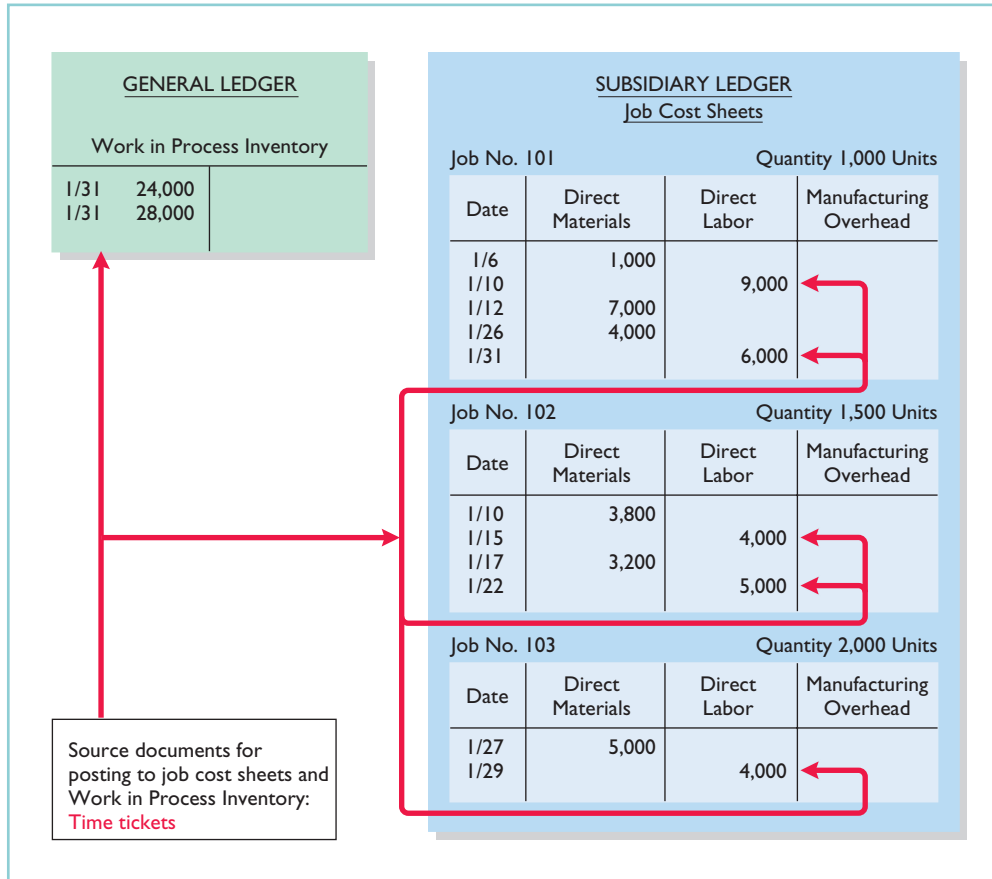 GENERAL LEDGER
Work in Process Inventory
1/31 24,000
1/31 28,000
Source documents for
posting to job cost sheets and
Work in Process Inventory:
Time tickets
SUBSIDIARY LEDGER
Job Cost Sheets
Job No. 101 Quantity 1,000 Units
Date Direct Materials Direct Labor Manufacturing Overhead
1/6 1,000
1/10 9,000
1/12 7,000
1/26 4,000
1/31 6,000
Job No. 102 Quantity 1,500 Units
Date Direct Materials Direct Labor Manufacturing Overhead
1/10 3,800
1/15 4,000
1/17 3,200
1/22 5,000
Job No. 103 Quantity 2,000 Units
Date Direct Materials Direct Labor Manufacturing Overhead
1/27 5,000
1/29 4,000